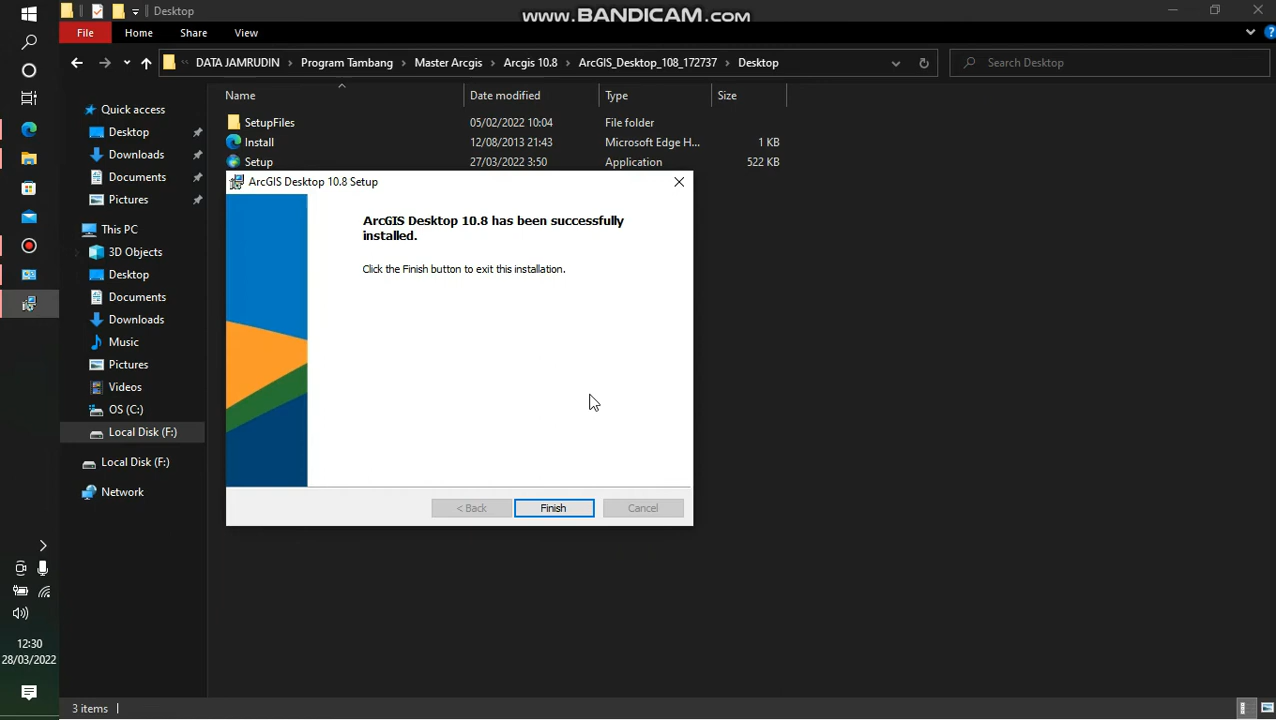 Desktop
www.BANDICAM.com
File
Home
Share
View
DATA JAMRUDIN
Program Tambang
Master Arcgis
Arcgis 10.8
ArcGIS_Desktop_108_172737
Desktop
Search Desktop
Name
Date modified
Type
Size
Quick access
Desktop
Downloads
Documents
Pictures
This PC
3D Objects
Desktop
Documents
Downloads
Music
Pictures
Videos
OS (C:)
Local Disk (F:)
Local Disk (F:)
Network
SetupFiles 05/02/2022 10:04 File folder
Install 12/08/2013 21:43 Microsoft Edge H... 1 KB
Setup 27/03/2022 3:50 Application 522 KB
ArcGIS Desktop 10.8 Setup
ArcGIS Desktop 10.8 has been successfully
installed.
Click the Finish button to exit this installation.
< Back
Finish
Cancel
12:30
28/03/2022
3 items